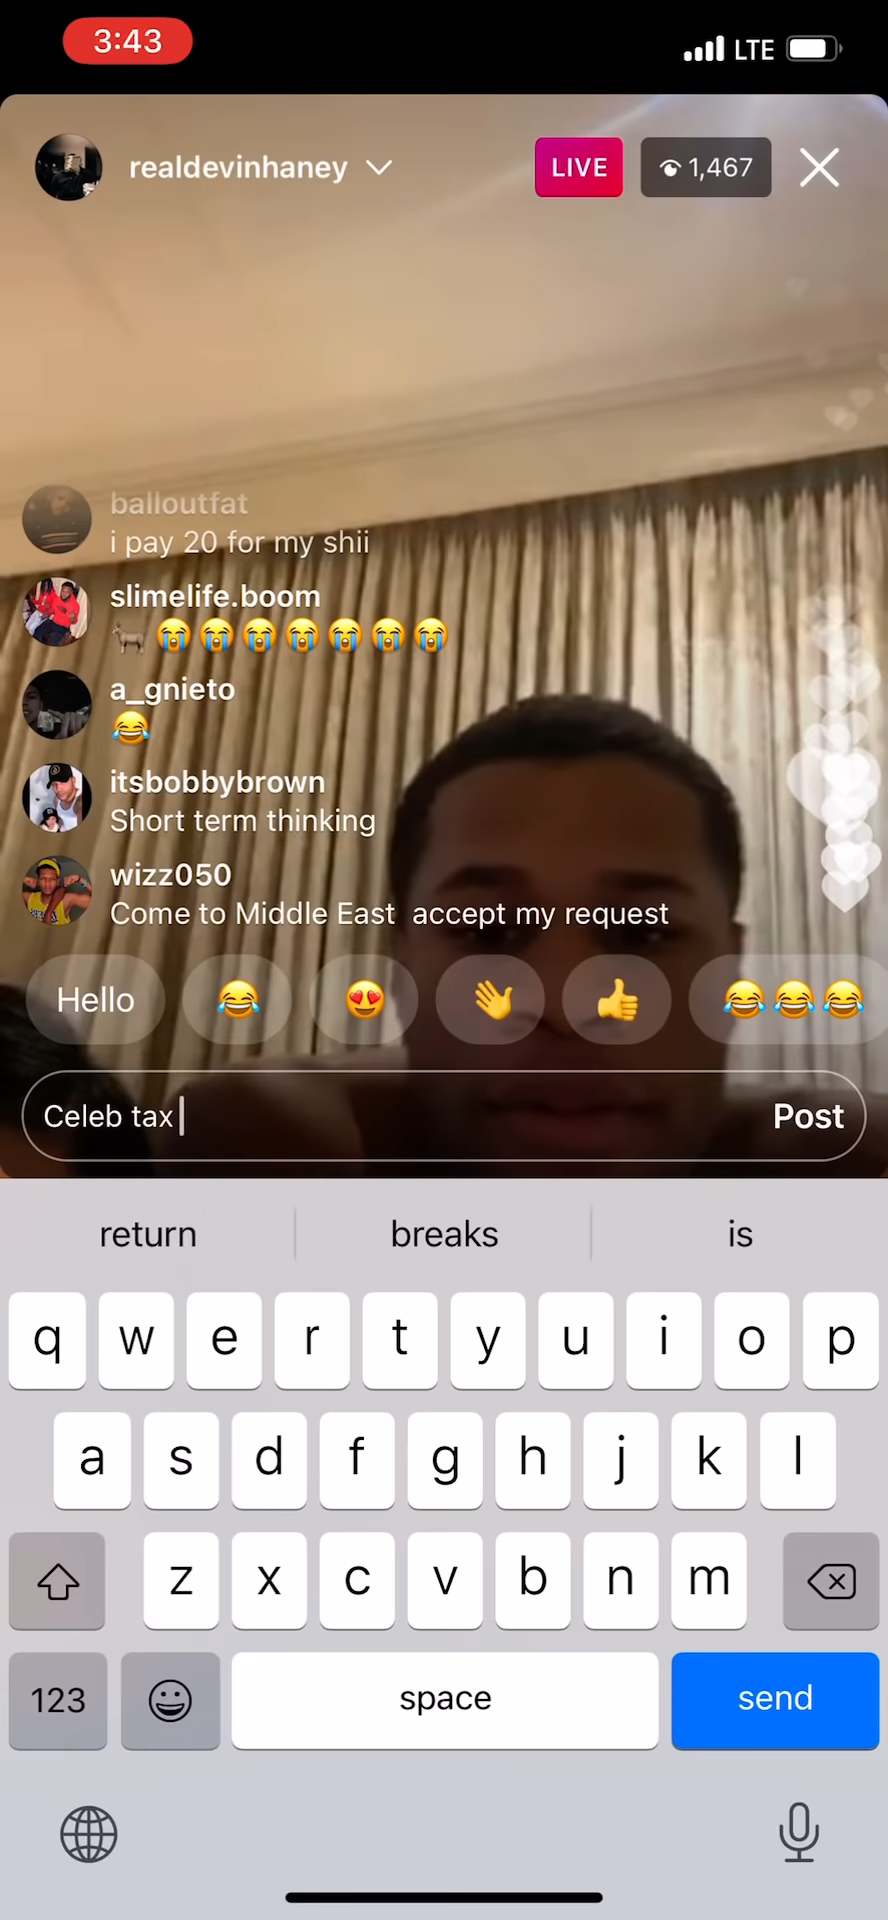 3:43
LTE
realdevinhaney
LIVE
1,467
balloutfat
i pay 20 for my shii
slimelife.boom
🐐😭😭😭😭😭😭😭
a_gnieto
😂
itsbobbybrown
Short term thinking
wizz050
Come to Middle East accept my request
Hello 😂 😍 👋 👍 😂😂😂
Celeb tax
Post
return breaks is
q w e r t y u i o p
a s d f g h j k l
z x c v b n m
123 space send